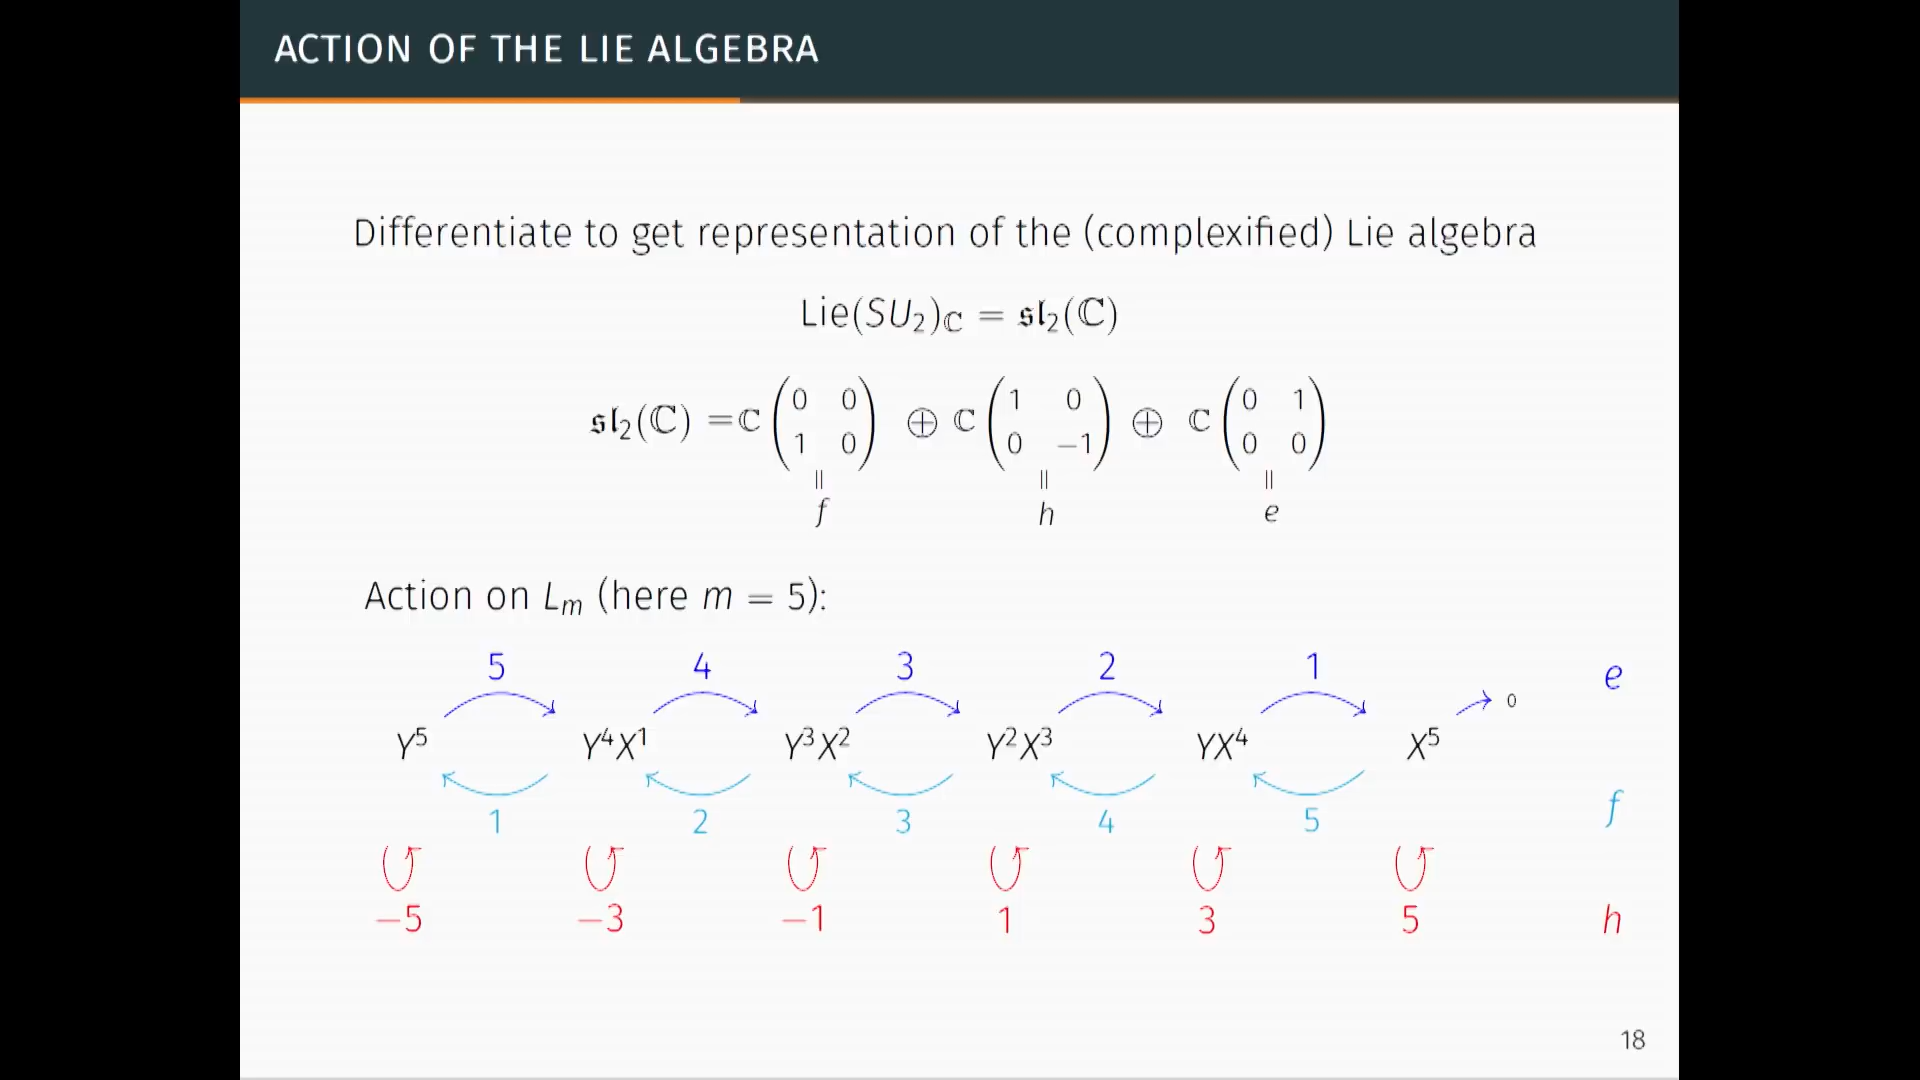 ACTION OF THE LIE ALGEBRA
Differentiate to get representation of the (complexified) Lie algebra
Lie(SU₂)_ℂ = 𝔰𝔩₂(ℂ)
𝔰𝔩₂(ℂ) = ℂ (0 0; 1 0) ⊕ ℂ (1 0; 0 −1) ⊕ ℂ (0 1; 0 0)
|| || ||
f h e
Action on Lₘ (here m = 5):
5 4 3 2 1 e
Y⁵ Y⁴X¹ Y³X² Y²X³ YX⁴ X⁵ 0
1 2 3 4 5 f
−5 −3 −1 1 3 5 h
18